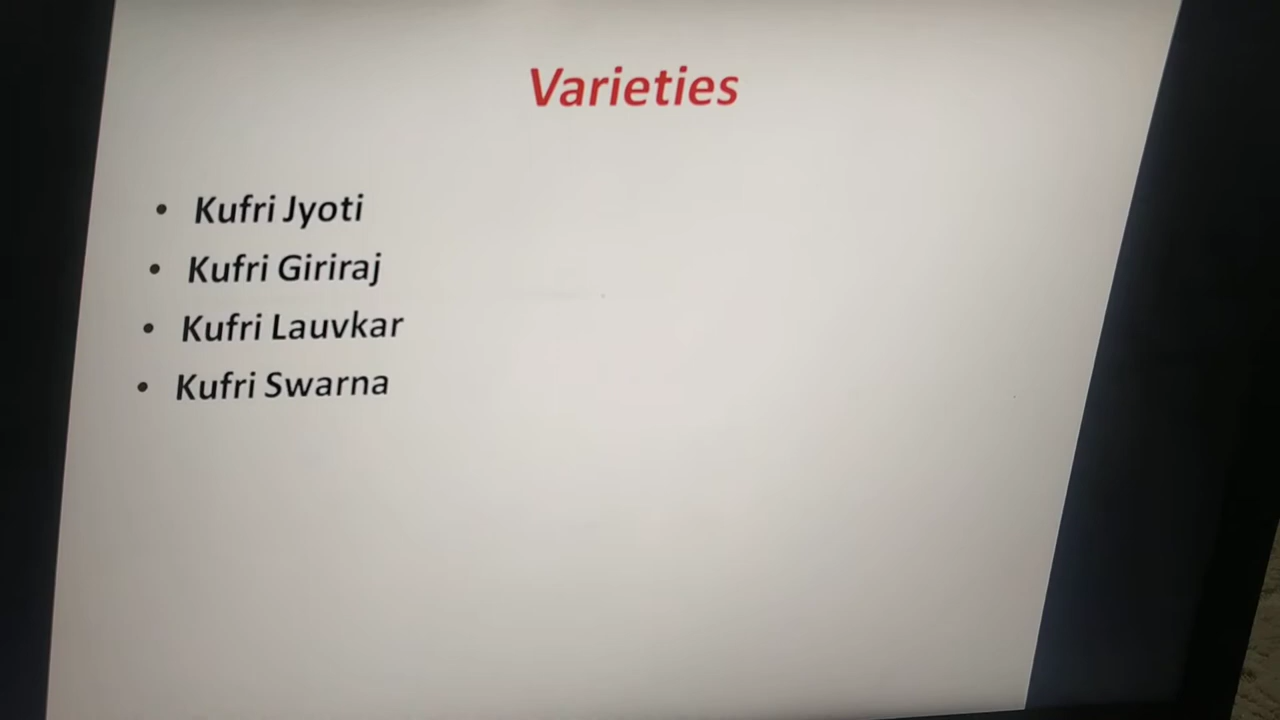 Varieties
• Kufri Jyoti
• Kufri Giriraj
• Kufri Lauvkar
• Kufri Swarna